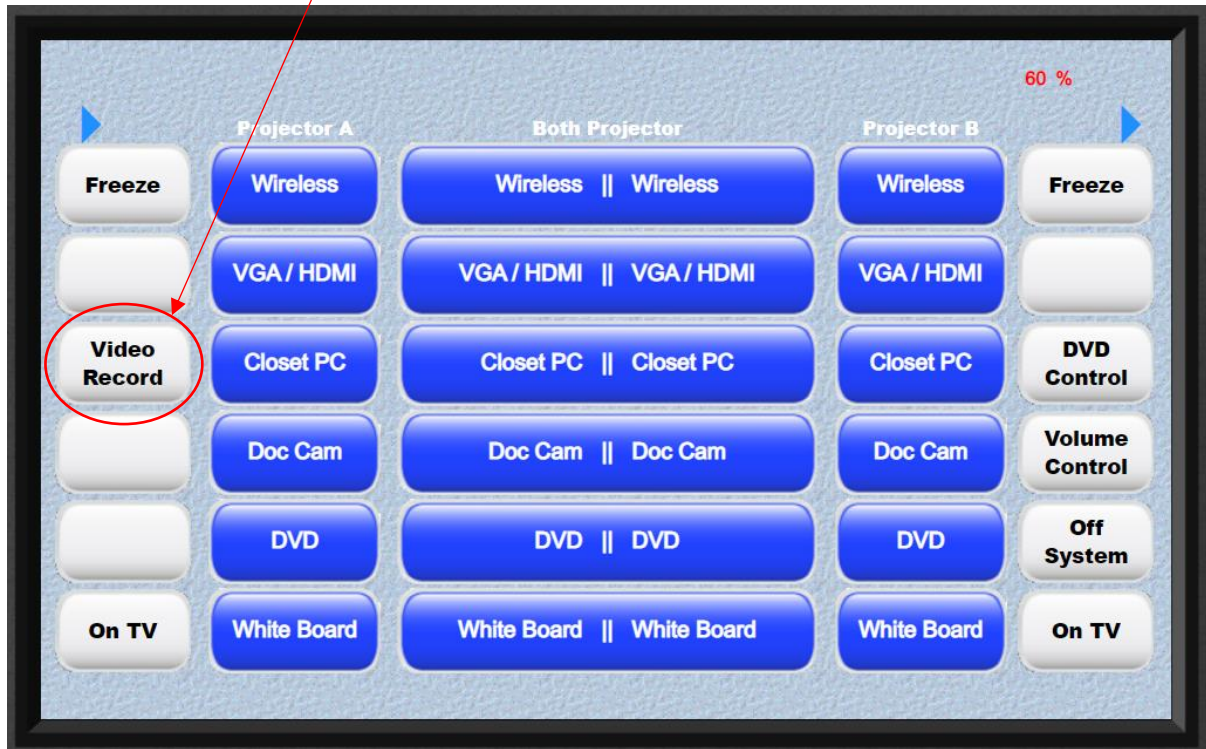 60 %
Projector A Both Projector Projector B
Freeze Wireless Wireless || Wireless Wireless Freeze
VGA / HDMI VGA / HDMI || VGA / HDMI VGA / HDMI
Video Record Closet PC Closet PC || Closet PC Closet PC DVD Control
Doc Cam Doc Cam || Doc Cam Doc Cam Volume Control
DVD DVD || DVD DVD Off System
On TV White Board White Board || White Board White Board On TV